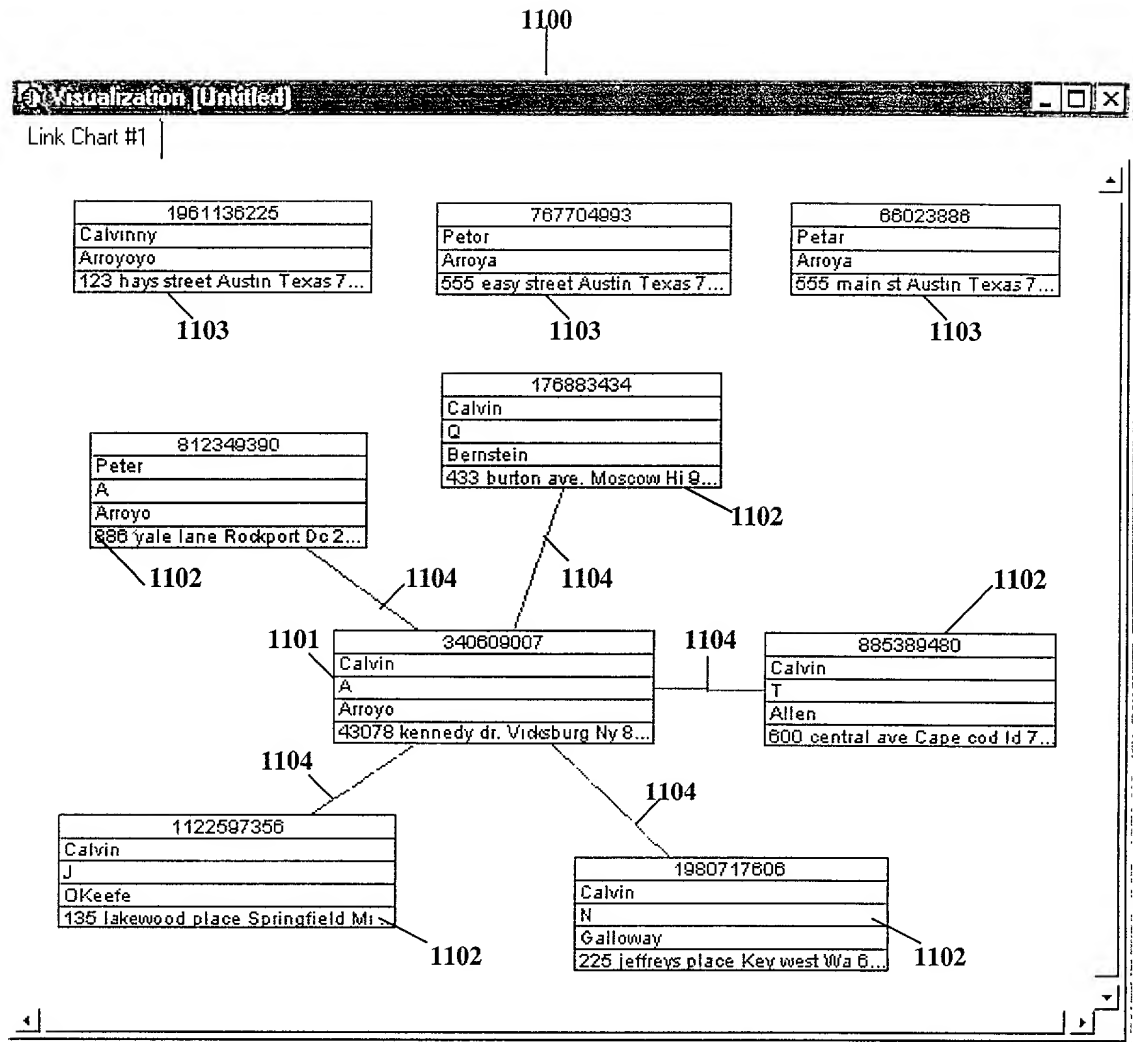 1100
Visualization [Untitled]
Link Chart #1
1961136225
Calvinny
Arroyoyo
123 hays street Austin Texas 7...
1103
767704993
Petor
Arroya
555 easy street Austin Texas 7...
1103
66023886
Petar
Arroya
555 main st Austin Texas 7...
1103
176883434
Calvin
Q
Bernstein
433 burton ave. Moscow Hi 9...
1102
812349390
Peter
A
Arroyo
886 yale lane Rockport Dc 2...
1102
1104
1104
1102
1101
340609007
Calvin
A
Arroyo
43078 kennedy dr. Vicksburg Ny 8...
1104
885389480
Calvin
T
Allen
600 central ave Cape cod Id 7...
1104
1104
1122597356
Calvin
J
OKeefe
135 lakewood place Springfield Mi...
1102
1980717606
Calvin
N
Galloway
225 jeffreys place Key west Wa 6...
1102